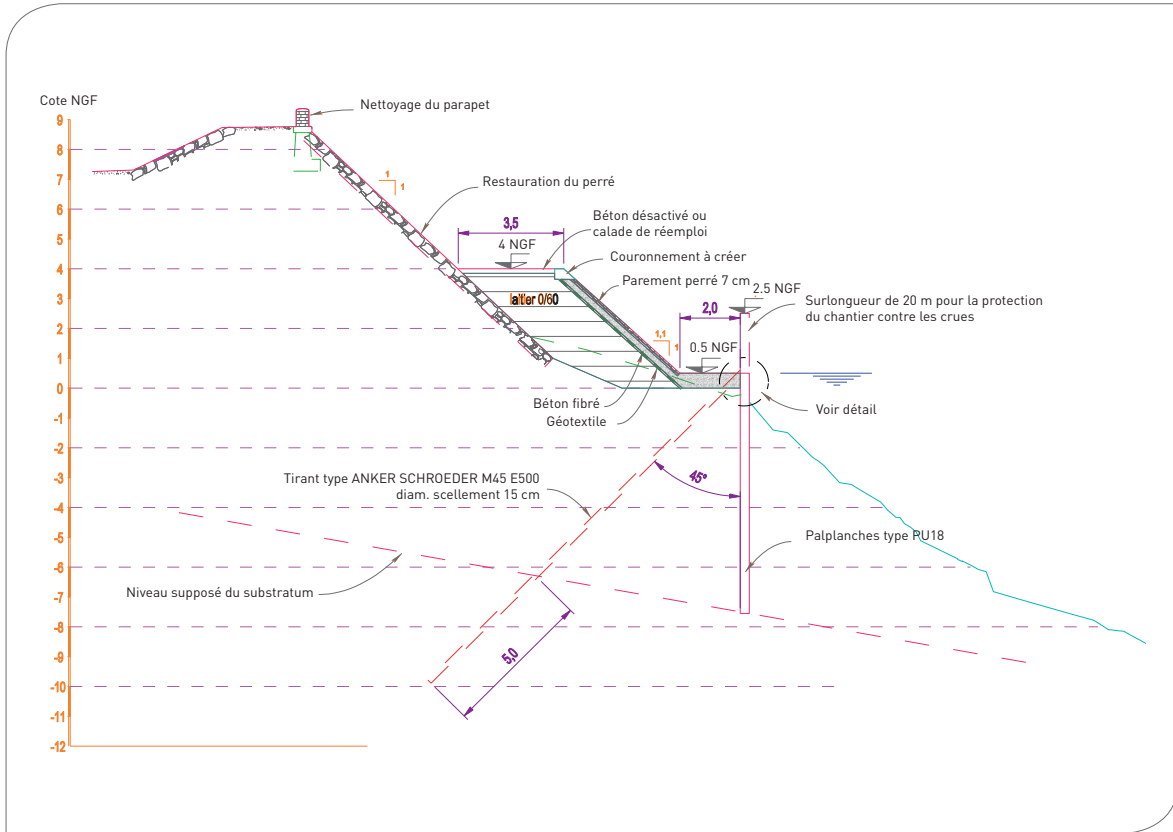 Cote NGF
9
8
7
6
5
4
3
2
1
0
-1
-2
-3
-4
-5
-6
-7
-8
-9
-10
-11
-12
Nettoyage du parapet
1
1
Restauration du perré
3,5
4 NGF
Béton désactivé ou
calade de réemploi
Couronnement à créer
Parement perré 7 cm
2.5 NGF
2,0
Surlongueur de 20 m pour la protection
du chantier contre les crues
laitier 0/60
1,1
1
0.5 NGF
Béton fibré
Géotextile
Voir détail
Tirant type ANKER SCHROEDER M45 E500
diam. scellement 15 cm
45°
Palplanches type PU18
Niveau supposé du substratum
5,0